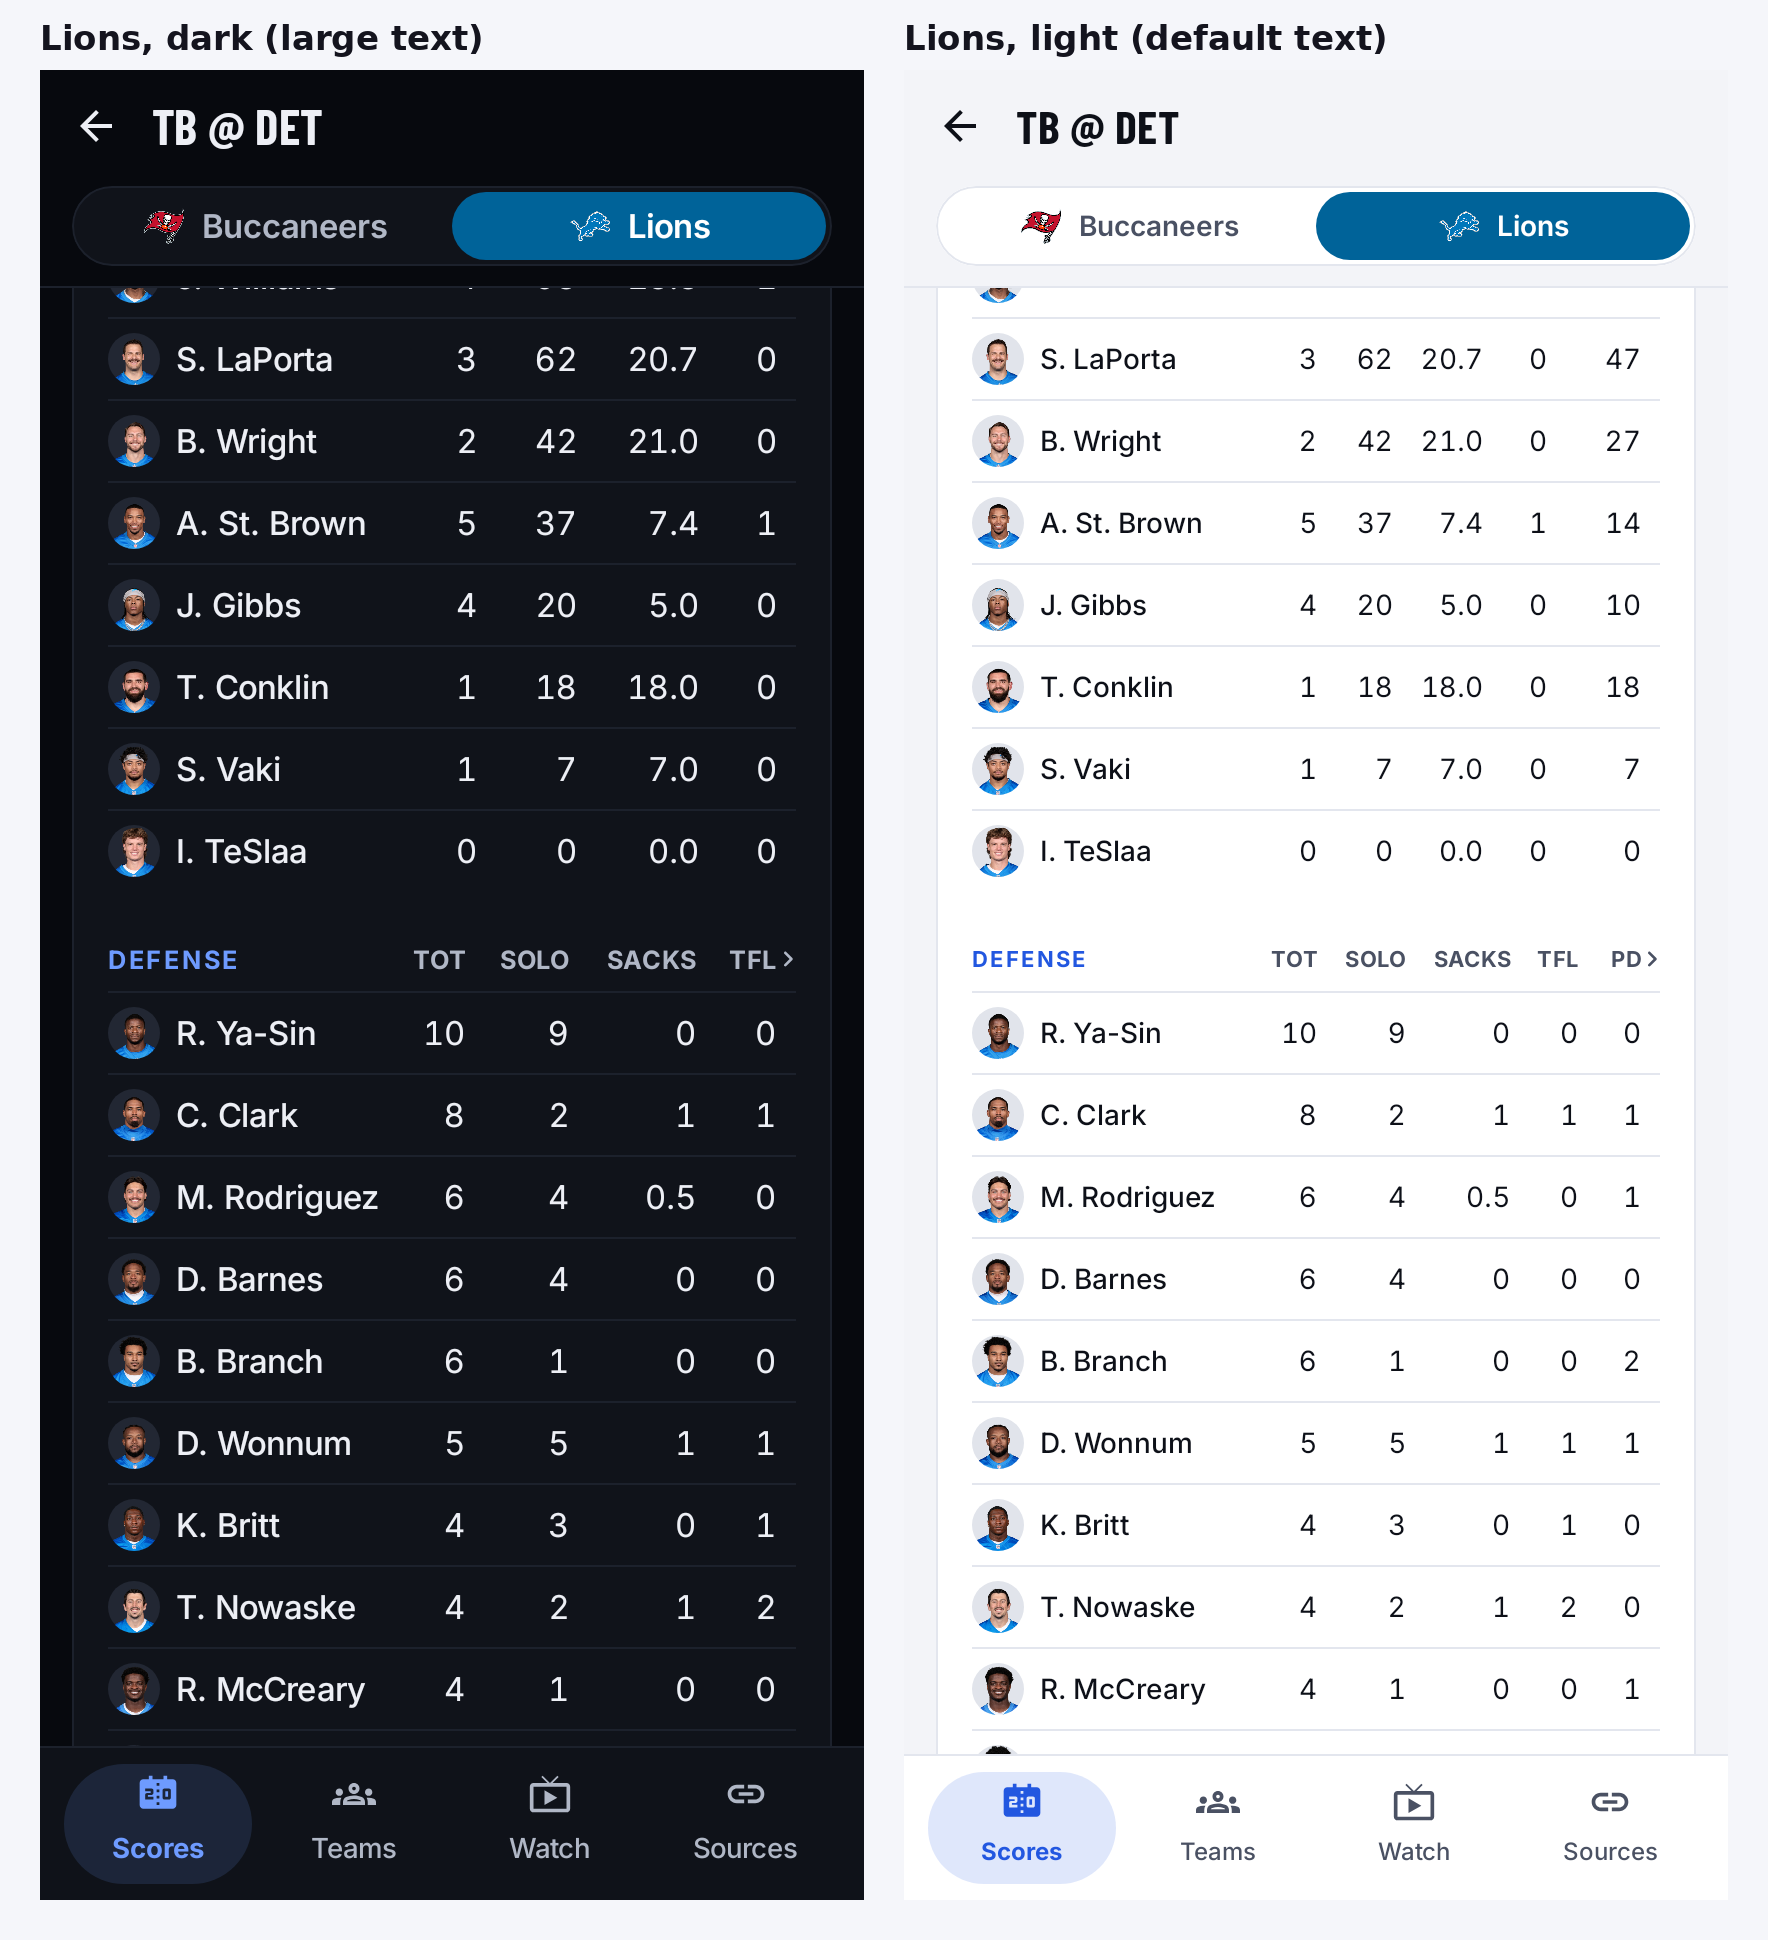 Lions, dark (large text)
TB @ DET
Buccaneers Lions
S. LaPorta 3 62 20.7 0
B. Wright 2 42 21.0 0
A. St. Brown 5 37 7.4 1
J. Gibbs 4 20 5.0 0
T. Conklin 1 18 18.0 0
S. Vaki 1 7 7.0 0
I. TeSlaa 0 0 0.0 0
DEFENSE TOT SOLO SACKS TFL
R. Ya-Sin 10 9 0 0
C. Clark 8 2 1 1
M. Rodriguez 6 4 0.5 0
D. Barnes 6 4 0 0
B. Branch 6 1 0 0
D. Wonnum 5 5 1 1
K. Britt 4 3 0 1
T. Nowaske 4 2 1 2
R. McCreary 4 1 0 0
Scores Teams Watch Sources
Lions, light (default text)
TB @ DET
Buccaneers Lions
S. LaPorta 3 62 20.7 0 47
B. Wright 2 42 21.0 0 27
A. St. Brown 5 37 7.4 1 14
J. Gibbs 4 20 5.0 0 10
T. Conklin 1 18 18.0 0 18
S. Vaki 1 7 7.0 0 7
I. TeSlaa 0 0 0.0 0 0
DEFENSE TOT SOLO SACKS TFL PD
R. Ya-Sin 10 9 0 0 0
C. Clark 8 2 1 1 1
M. Rodriguez 6 4 0.5 0 1
D. Barnes 6 4 0 0 0
B. Branch 6 1 0 0 2
D. Wonnum 5 5 1 1 1
K. Britt 4 3 0 1 0
T. Nowaske 4 2 1 2 0
R. McCreary 4 1 0 0 1
Scores Teams Watch Sources